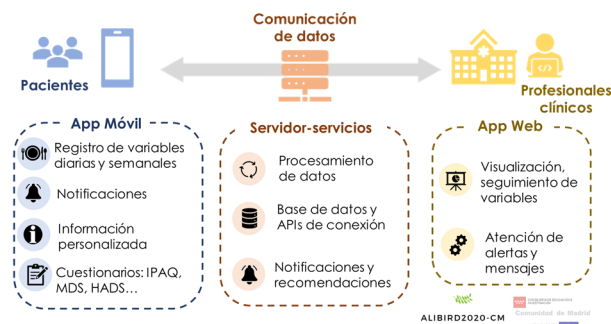 Comunicación
de datos
Pacientes
Profesionales
clínicos
App Móvil
Registro de variables
diarias y semanales
Notificaciones
Información
personalizada
Cuestionarios: IPAQ,
MDS, HADS...
Servidor-servicios
Procesamiento
de datos
Base de datos y
APIs de conexión
Notificaciones y
recomendaciones
App Web
Visualización,
seguimiento de
variables
Atención de
alertas y
mensajes
ALIBIRD2020-CM
Comunidad de Madrid